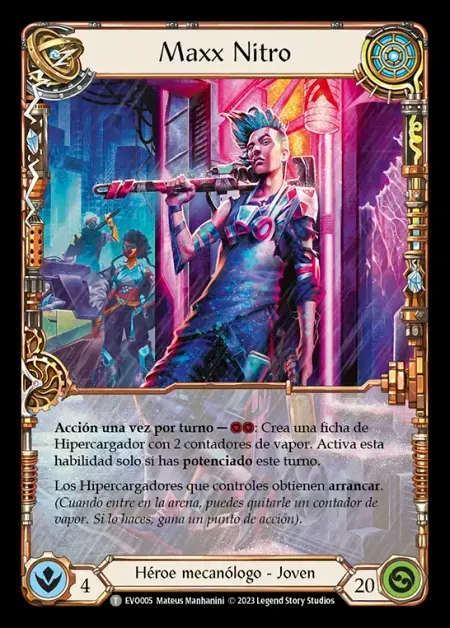 Maxx Nitro
Acción una vez por turno — : Crea una ficha de
Hipercargador con 2 contadores de vapor. Activa esta
habilidad solo si has potenciado este turno.
Los Hipercargadores que controles obtienen arrancar.
(Cuando entre en la arena, puedes quitarle un contador de
vapor. Si lo haces, gana un punto de acción).
4
Héroe mecanólogo - Joven
20
T EVO005 Mateus Manhanini © 2023 Legend Story Studios